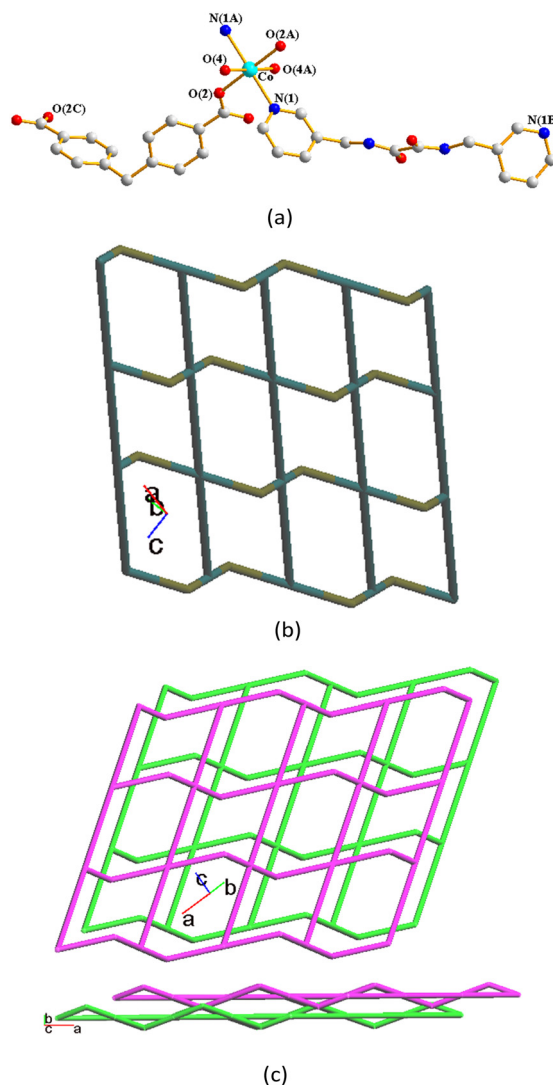 N(1A)
O(2A)
O(4)
O(4A)
Co
O(2)
N(1)
O(2C)
N(1B
(a)
a
b
c
(b)
c
b
a
b
c
a
(c)